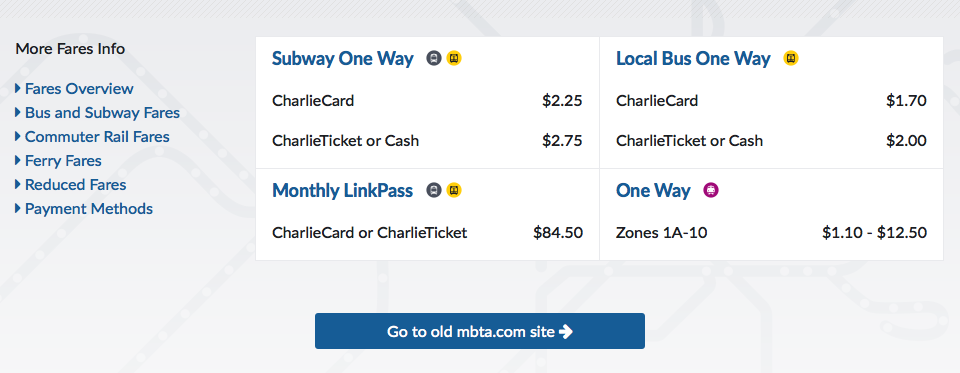 More Fares Info
Fares Overview
Bus and Subway Fares
Commuter Rail Fares
Ferry Fares
Reduced Fares
Payment Methods
Subway One Way
CharlieCard $2.25
CharlieTicket or Cash $2.75
Local Bus One Way
CharlieCard $1.70
CharlieTicket or Cash $2.00
Monthly LinkPass
CharlieCard or CharlieTicket $84.50
One Way
Zones 1A-10 $1.10 - $12.50
Go to old mbta.com site